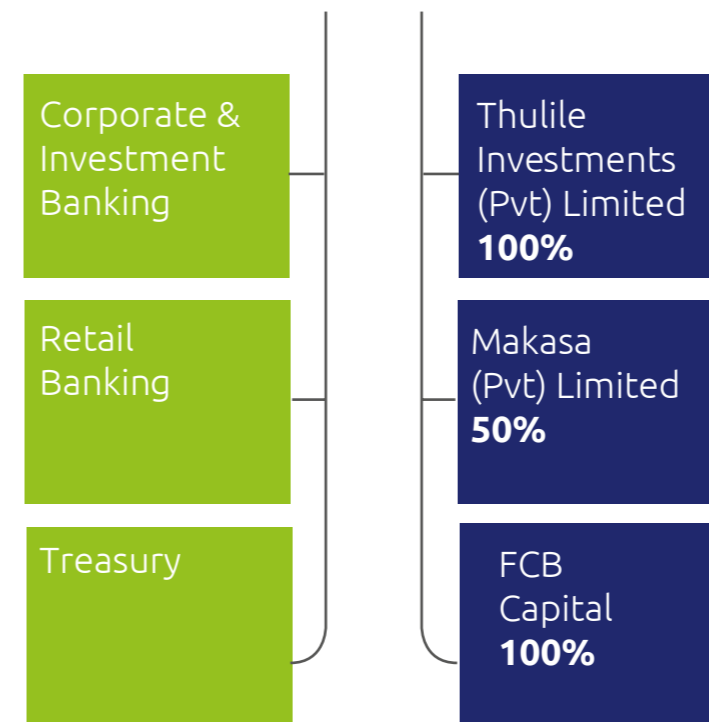 Corporate &
Investment
Banking
Retail
Banking
Treasury
Thulile
Investments
(Pvt) Limited
100%
Makasa
(Pvt) Limited
50%
FCB
Capital
100%